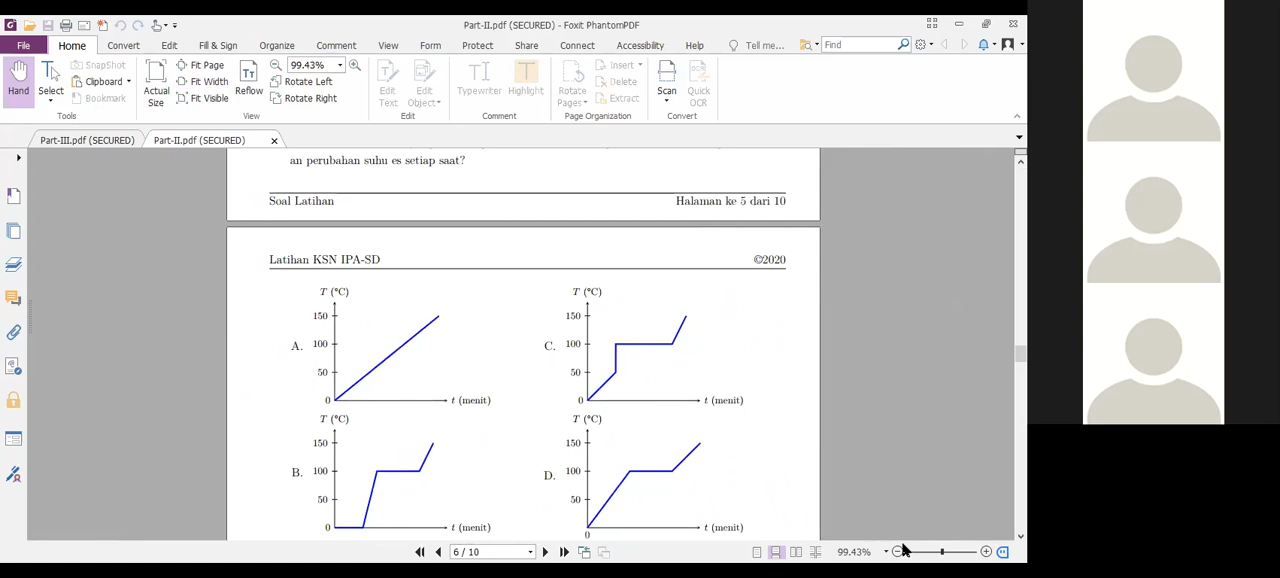 Part-II.pdf (SECURED) - Foxit PhantomPDF
File Home Convert Edit Fill & Sign Organize Comment View Form Protect Share Connect Accessibility Help Tell me... Find
Hand
Select
SnapShot
Clipboard
Bookmark
Tools
Actual Size
Fit Page
Fit Width
Fit Visible
Reflow
99.43%
Rotate Left
Rotate Right
View
Edit Text
Edit Object
Edit
Typewriter
Highlight
Comment
Rotate Pages
Insert
Delete
Extract
Page Organization
Scan
Quick OCR
Convert
Part-III.pdf (SECURED) Part-II.pdf (SECURED)
an perubahan suhu es setiap saat?
Soal Latihan Halaman ke 5 dari 10
Latihan KSN IPA-SD ©2020
A.
T (°C)
150
100
50
0
t (menit)
C.
T (°C)
150
100
50
0
t (menit)
B.
T (°C)
150
100
50
0
t (menit)
D.
T (°C)
150
100
50
0
t (menit)
6 / 10
99.43%